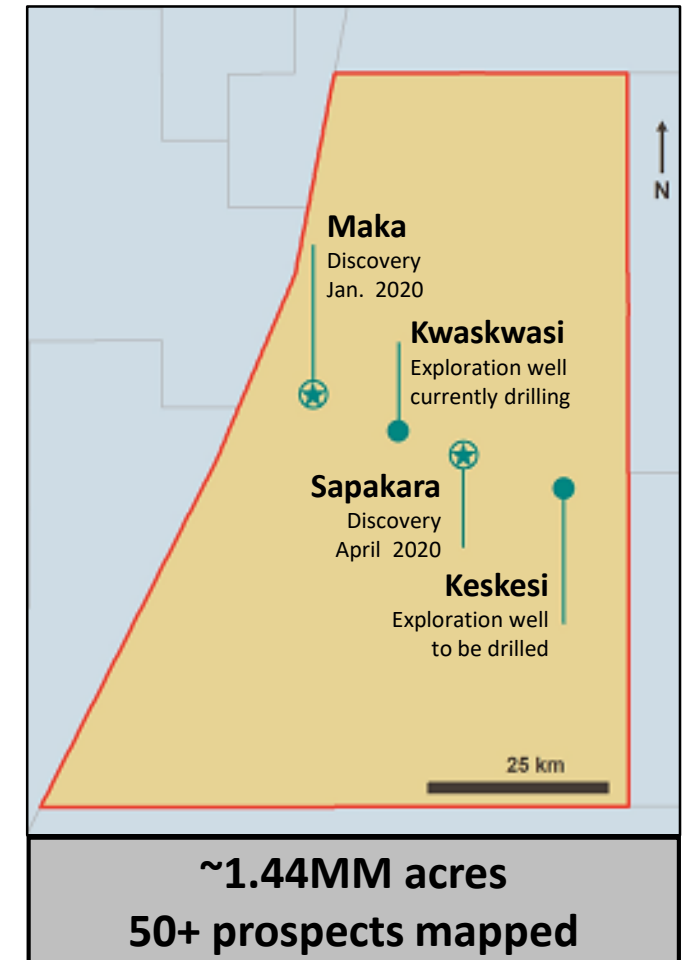 N
Maka
Discovery
Jan. 2020
Kwaskwasi
Exploration well
currently drilling
Sapakara
Discovery
April 2020
Keskesi
Exploration well
to be drilled
25 km
~1.44MM acres
50+ prospects mapped